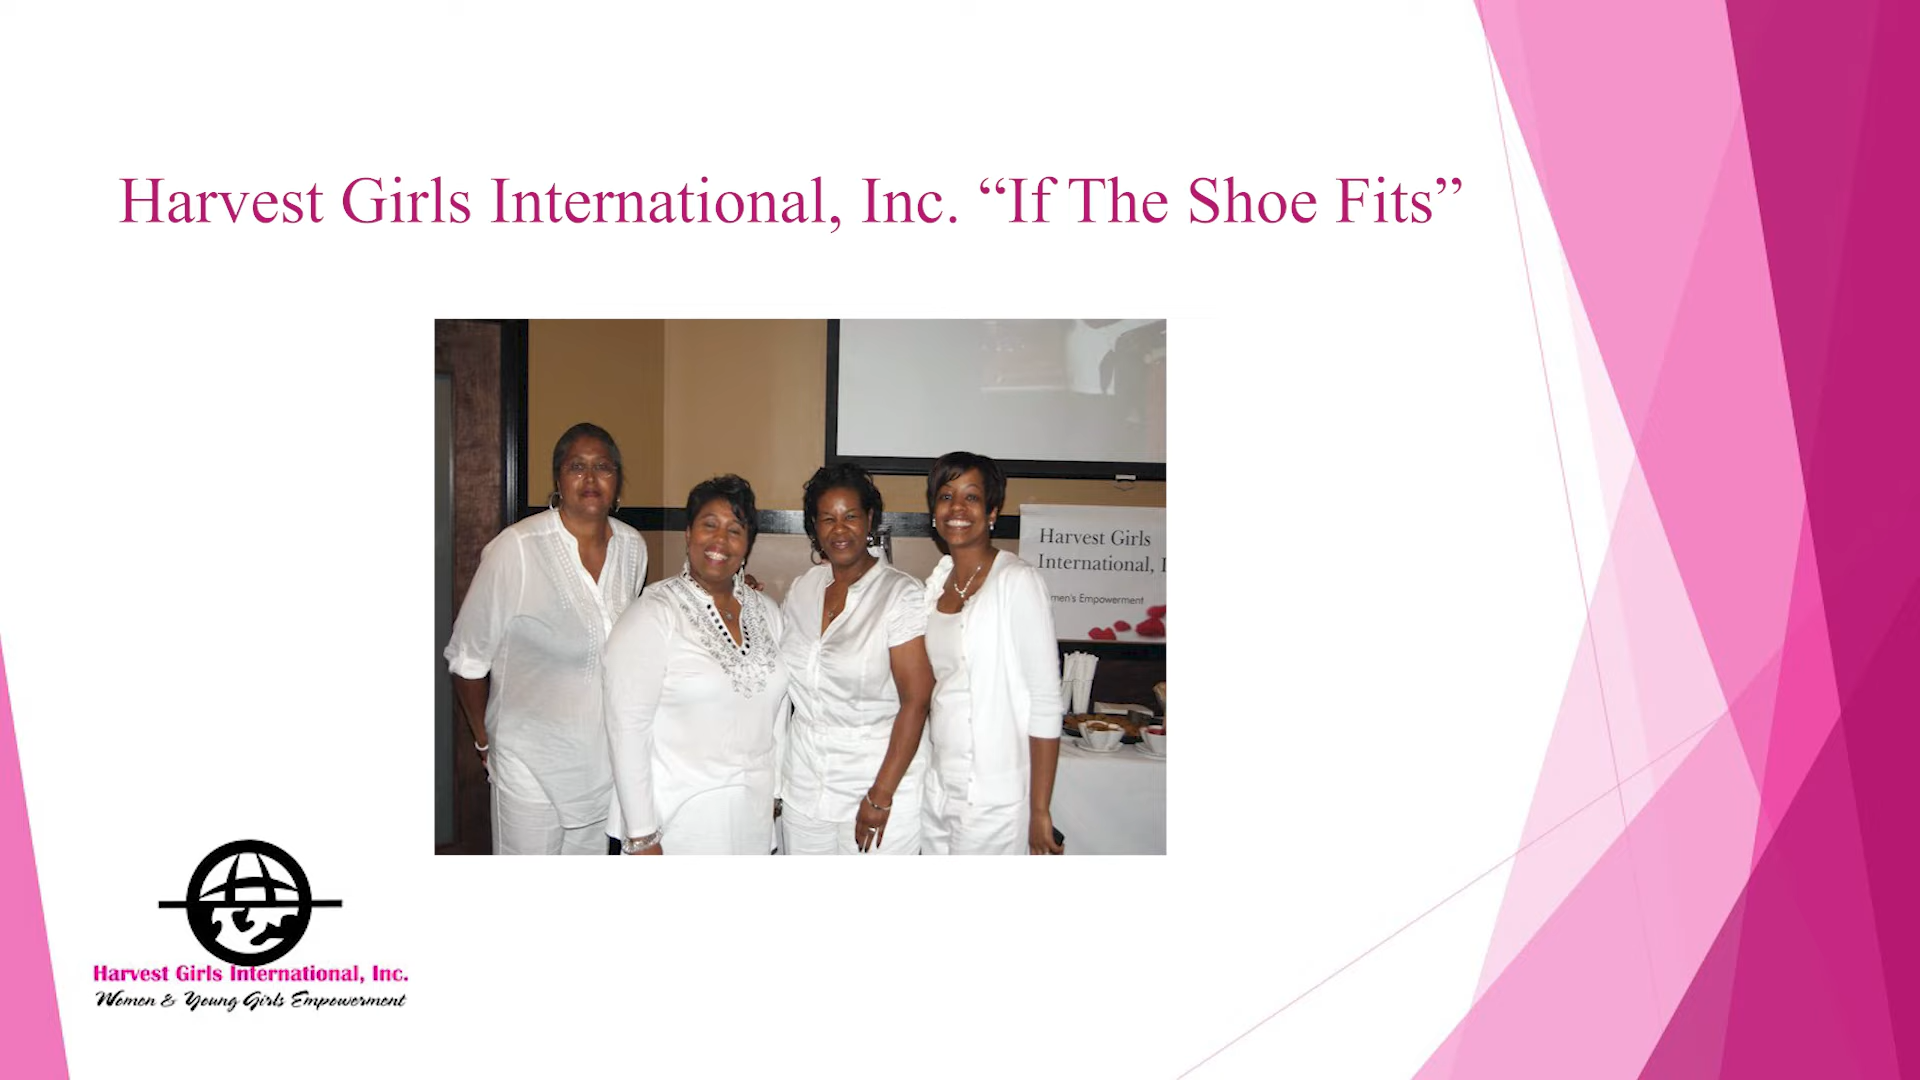 Harvest Girls International, Inc. “If The Shoe Fits”
Harvest Girls
International,
men's Empowerment
Harvest Girls International, Inc.
Women & Young Girls Empowerment